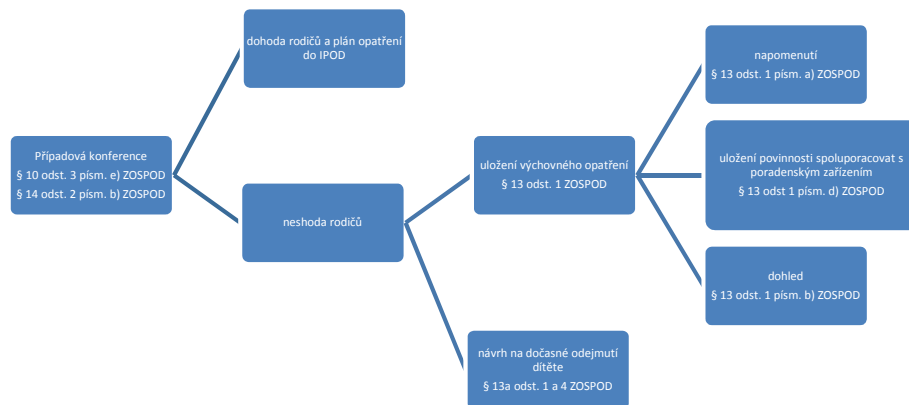 Případová konference
§ 10 odst. 3 písm. e) ZOSPOD
§ 14 odst. 2 písm. b) ZOSPOD
dohoda rodičů a plán opatření
do IPOD
neshoda rodičů
uložení výchovného opatření
§ 13 odst. 1 ZOSPOD
napomenutí
§ 13 odst. 1 písm. a) ZOSPOD
uložení povinnosti spoluporacovat s
poradenským zařízením
§ 13 odst 1 písm. d) ZOSPOD
dohled
§ 13 odst. 1 písm. b) ZOSPOD
návrh na dočasné odejmutí
dítěte
§ 13a odst. 1 a 4 ZOSPOD